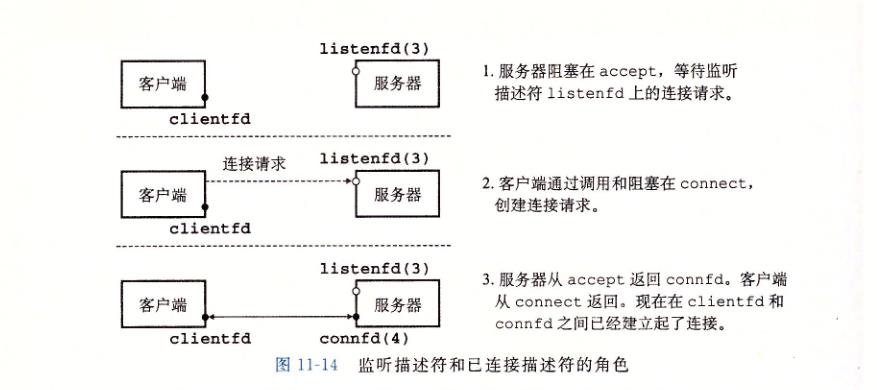 listenfd(3)
客户端
服务器
clientfd
1. 服务器阻塞在 accept，等待监听
描述符 listenfd 上的连接请求。
连接请求
listenfd(3)
客户端
服务器
clientfd
2. 客户端通过调用和阻塞在 connect，
创建连接请求。
listenfd(3)
客户端
服务器
clientfd
connfd(4)
3. 服务器从 accept 返回 connfd。客户端
从 connect 返回。现在在 clientfd 和
connfd 之间已经建立起了连接。
图 11-14 监听描述符和已连接描述符的角色